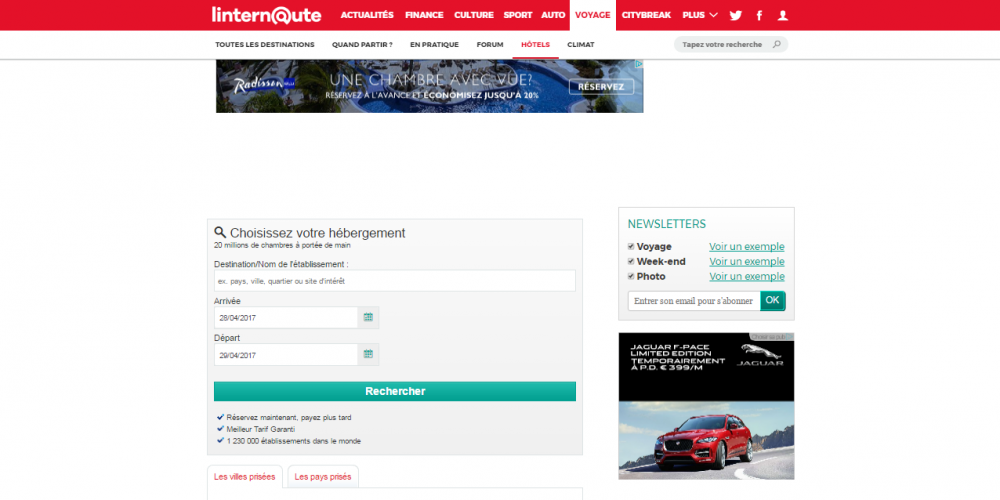 lintern@ute
ACTUALITÉS FINANCE CULTURE SPORT AUTO VOYAGE CITYBREAK PLUS
TOUTES LES DESTINATIONS QUAND PARTIR ? EN PRATIQUE FORUM HÔTELS CLIMAT Tapez votre recherche
Radisson BLU
UNE CHAMBRE AVEC VUE?
RÉSERVEZ À L'AVANCE ET ÉCONOMISEZ JUSQU'À 20%
RÉSERVEZ
Choisissez votre hébergement
20 millions de chambres à portée de main
Destination/Nom de l'établissement :
ex. pays, ville, quartier ou site d'intérêt
Arrivée
28/04/2017
Départ
29/04/2017
Rechercher
Réservez maintenant, payez plus tard
Meilleur Tarif Garanti
1 230 000 établissements dans le monde
Les villes prisées Les pays prisés
NEWSLETTERS
Voyage Voir un exemple
Week-end Voir un exemple
Photo Voir un exemple
Entrer son email pour s'abonner OK
JAGUAR F-PACE
LIMITED EDITION
TEMPORAIREMENT
À P.D. € 399/M
JAGUAR